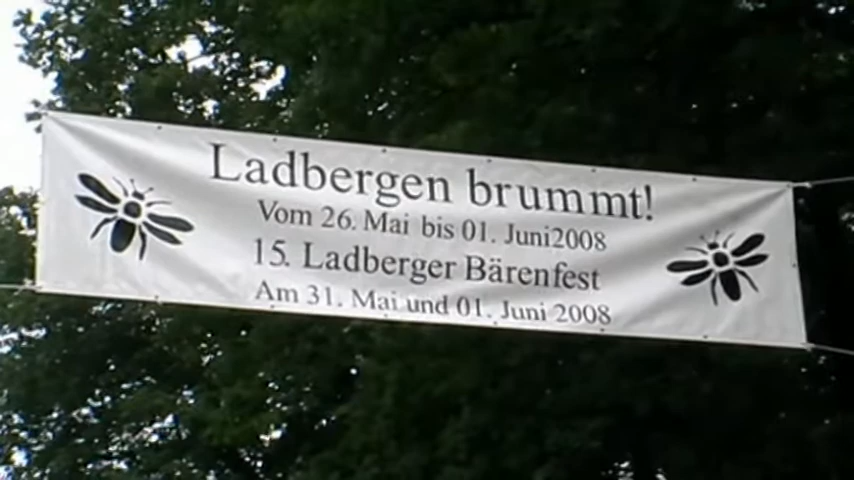 Ladbergen brummt!
Vom 26. Mai bis 01. Juni2008
15. Ladberger Bärenfest
Am 31. Mai und 01. Juni 2008